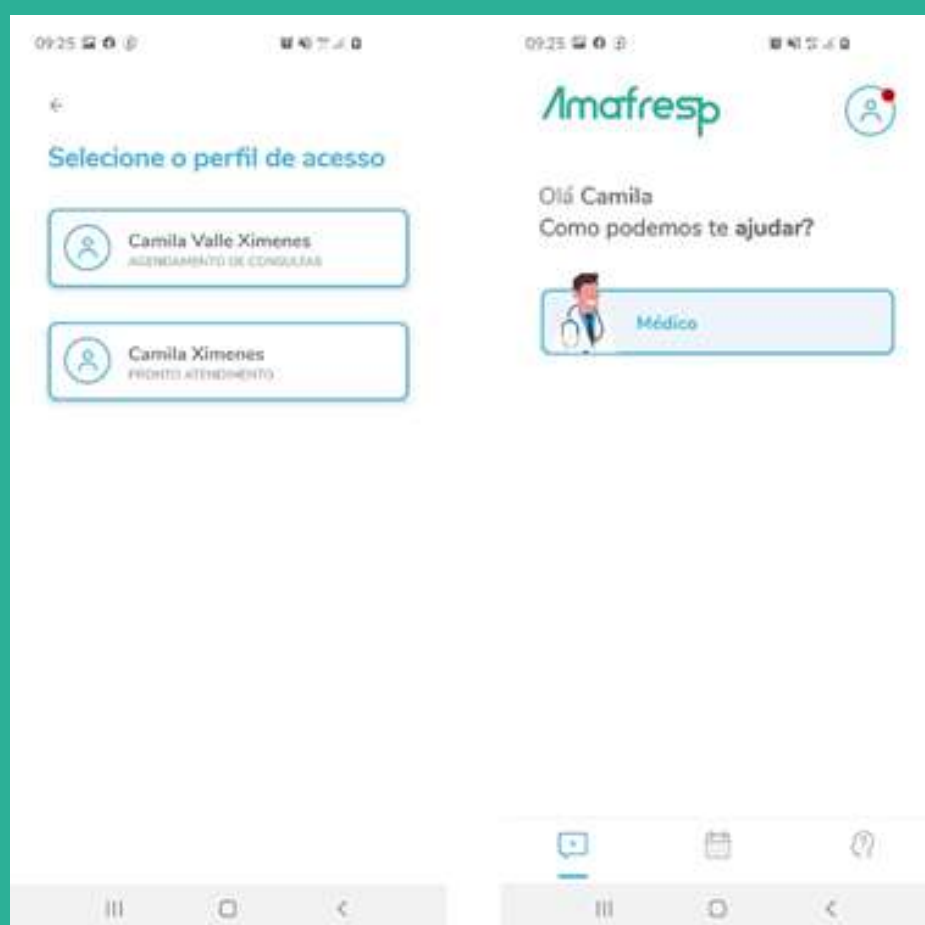 09:25
Selecione o perfil de acesso
Camila Valle Ximenes
AGENDAMENTO DE CONSULTAS
Camila Ximenes
PRONTO ATENDIMENTO
09:25
Amafresp
Olá Camila
Como podemos te ajudar?
Médico